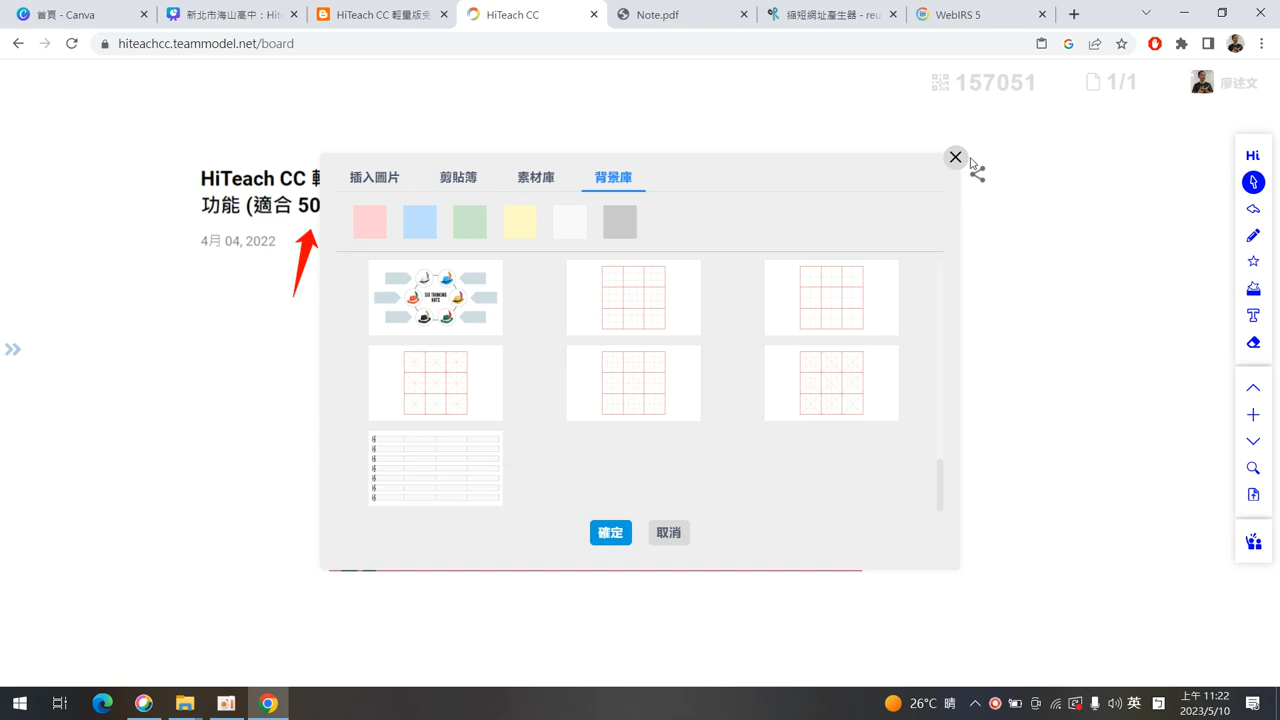 首頁 - Canva
新北市海山高中: HiT
HiTeach CC 輕量版免
HiTeach CC
Note.pdf
縮短網址產生器 - reu
WebIRS 5
hiteachcc.teammodel.net/board
157051
1/1
廖述文
HiTeach CC 輕
功能 (適合 50
4月 04, 2022
插入圖片
剪貼簿
素材庫
背景庫
SIX THINKING
HATS
確定
取消
Hi
26°C 晴
英
上午 11:22
2023/5/10